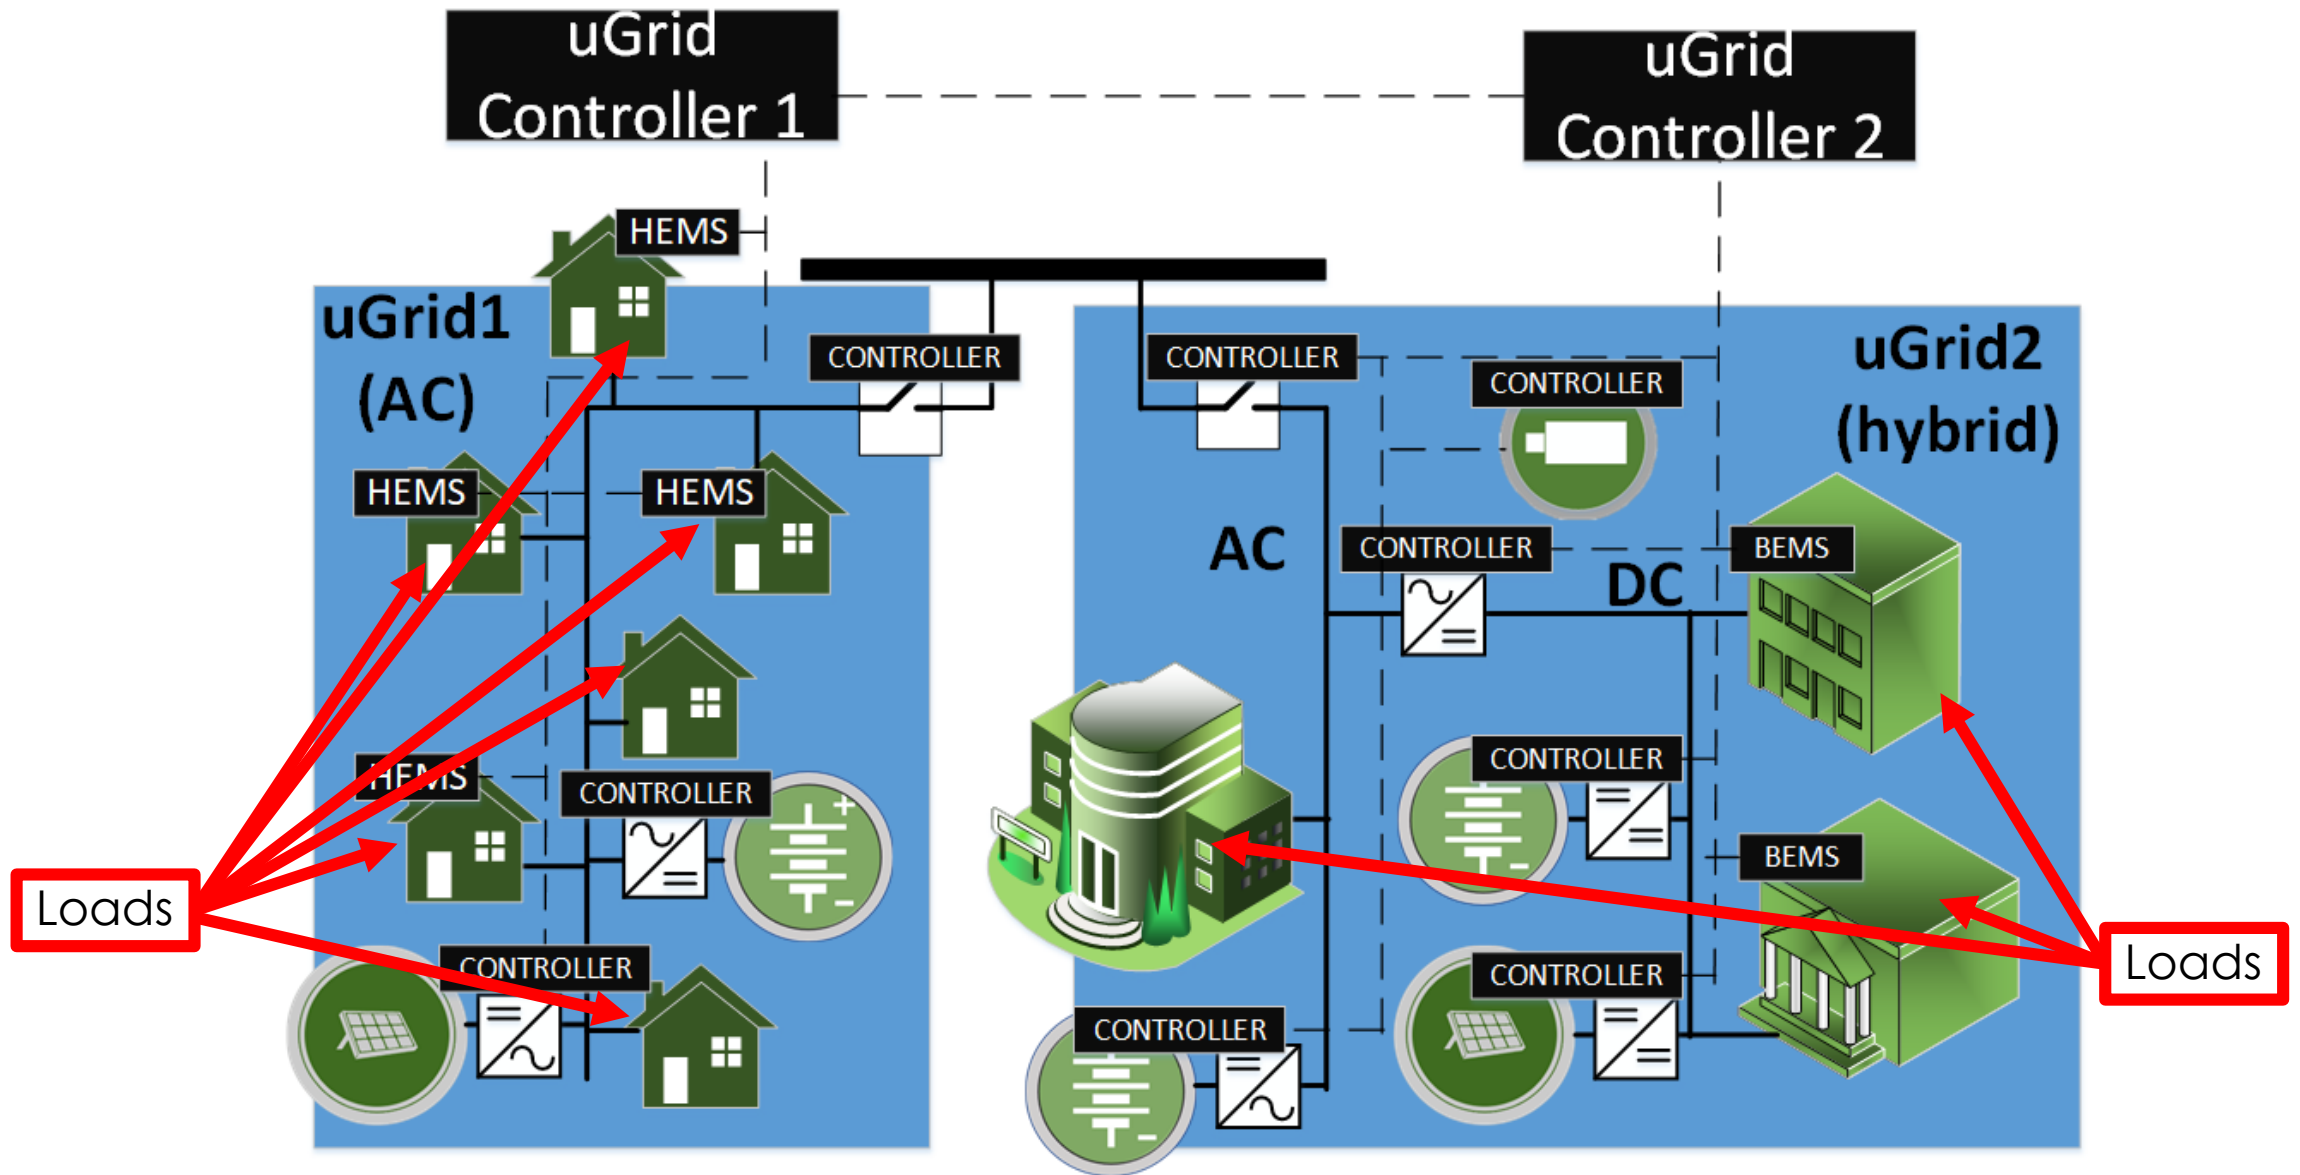 uGrid
Controller 1
uGrid
Controller 2
HEMS
uGrid1
(AC)
CONTROLLER
CONTROLLER
CONTROLLER
uGrid2
(hybrid)
HEMS
HEMS
AC
CONTROLLER
BEMS
DC
HEMS
CONTROLLER
CONTROLLER
BEMS
Loads
Loads
CONTROLLER
CONTROLLER
CONTROLLER